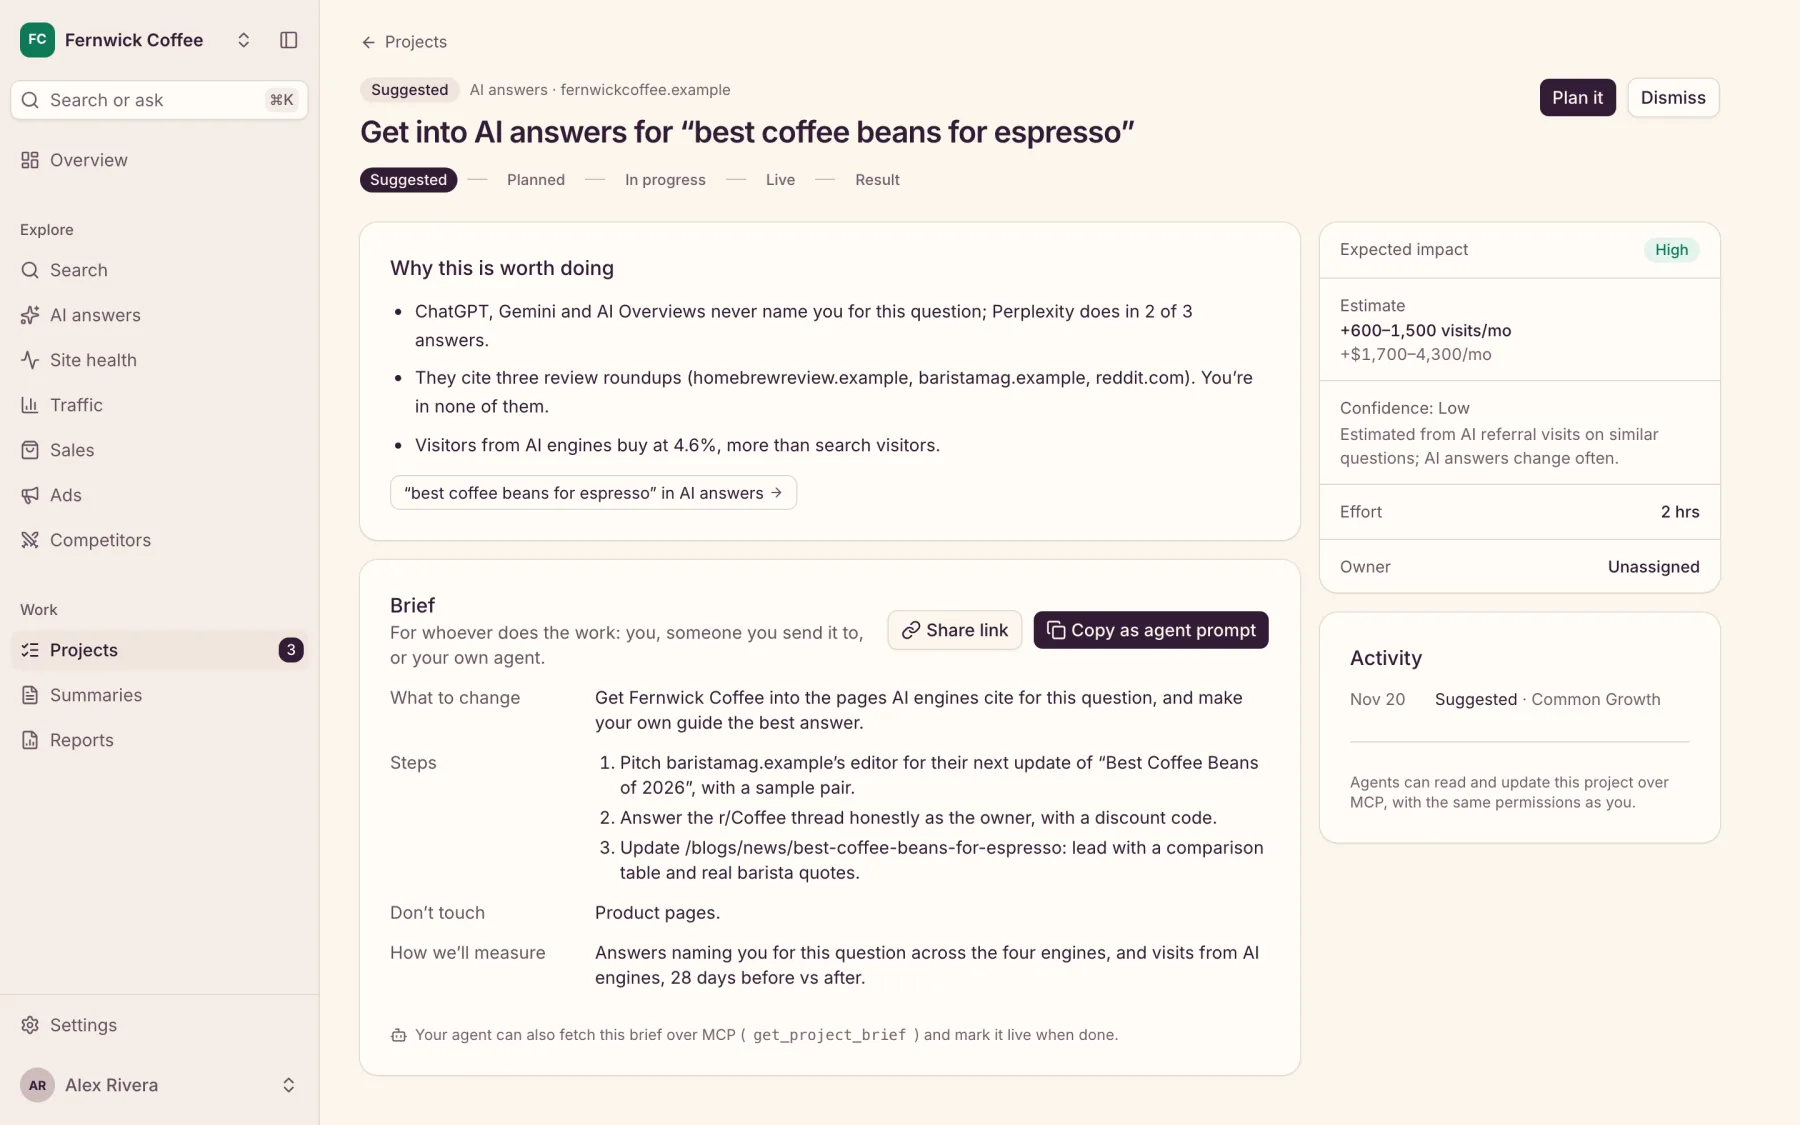 FC
Fernwick Coffee
Search or ask
⌘K
Overview
Explore
Search
AI answers
Site health
Traffic
Sales
Ads
Competitors
Work
Projects
3
Summaries
Reports
Settings
AR
Alex Rivera
← Projects
Suggested
AI answers · fernwickcoffee.example
Get into AI answers for “best coffee beans for espresso”
Plan it
Dismiss
Suggested — Planned — In progress — Live — Result
Why this is worth doing
• ChatGPT, Gemini and AI Overviews never name you for this question; Perplexity does in 2 of 3
answers.
• They cite three review roundups (homebrewreview.example, baristamag.example, reddit.com). You’re
in none of them.
• Visitors from AI engines buy at 4.6%, more than search visitors.
“best coffee beans for espresso” in AI answers →
Brief
For whoever does the work: you, someone you send it to,
or your own agent.
Share link
Copy as agent prompt
What to change
Get Fernwick Coffee into the pages AI engines cite for this question, and make
your own guide the best answer.
Steps
1. Pitch baristamag.example’s editor for their next update of “Best Coffee Beans
of 2026”, with a sample pair.
2. Answer the r/Coffee thread honestly as the owner, with a discount code.
3. Update /blogs/news/best-coffee-beans-for-espresso: lead with a comparison
table and real barista quotes.
Don’t touch
Product pages.
How we’ll measure
Answers naming you for this question across the four engines, and visits from AI
engines, 28 days before vs after.
Your agent can also fetch this brief over MCP ( get_project_brief ) and mark it live when done.
Expected impact
High
Estimate
+600–1,500 visits/mo
+$1,700–4,300/mo
Confidence: Low
Estimated from AI referral visits on similar
questions; AI answers change often.
Effort
2 hrs
Owner
Unassigned
Activity
Nov 20
Suggested · Common Growth
Agents can read and update this project over
MCP, with the same permissions as you.